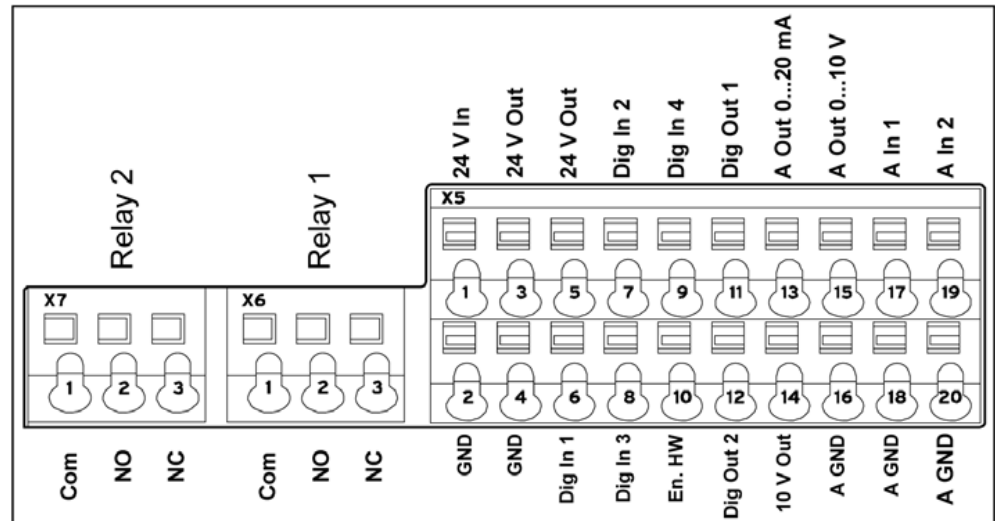 24 V In
24 V Out
24 V Out
Dig In 2
Dig In 4
Dig Out 1
A Out 0...20 mA
A Out 0...10 V
A In 1
A In 2
Relay 2
Relay 1
X5
1 3 5 7 9 11 13 15 17 19
X7
X6
1 2 3
1 2 3
2 4 6 8 10 12 14 16 18 20
Com
NO
NC
Com
NO
NC
GND
GND
Dig In 1
Dig In 3
En. HW
Dig Out 2
10 V Out
A GND
A GND
A GND